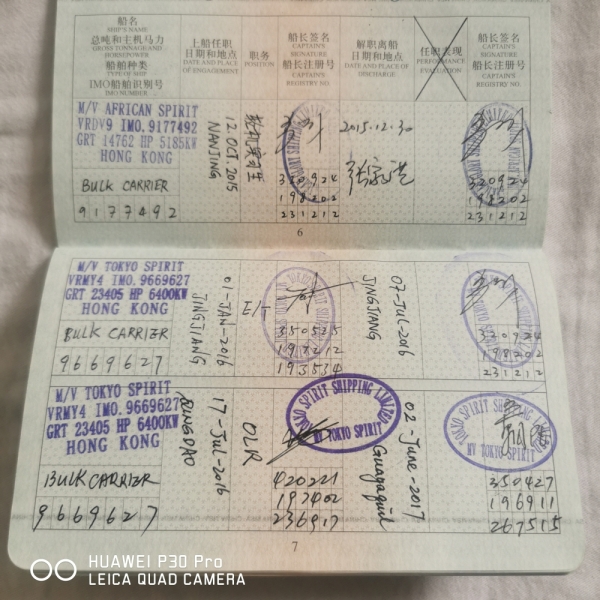 船名
SHIP'S NAME
总吨和主机马力
GROSS TONNAGE AND
HORSEPOWER
船舶种类
TYPE OF SHIP
IMO船舶识别号
IMO NUMBER
上船任职
日期和地点
DATE AND PLACE
OF ENGAGEMENT
职务
POSITION
船长签名
CAPTAIN'S
SIGNATURE
船长注册号
CAPTAIN'S
REGISTRY NO.
解职离船
日期和地点
DATE AND PLACE OF
DISCHARGE
任职表现
PERFORMANCE
EVALUATION
船长签名
CAPTAIN'S
SIGNATURE
船长注册号
CAPTAIN'S
REGISTRY NO.
M/V AFRICAN SPIRIT
VRDV9 IMO.9177492
GRT 14762 HP 5185KW
HONG KONG
BULK CARRIER
9177492
12.OCT.2015
NANJING
320924
198202
231212
2015.12.30
320924
198202
231212
6
M/V TOKYO SPIRIT
VRMY4 IMO.9669627
GRT 23405 HP 6400KW
HONG KONG
BULK CARRIER
9669627
01-JAN-2016
JINGJIANG
E/T
350525
197212
193534
07-Jul-2016
JINGJIANG
320924
198202
231212
M/V TOKYO SPIRIT
VRMY4 IMO.9669627
GRT 23405 HP 6400KW
HONG KONG
BULK CARRIER
9669627
17-Jul-2016
QINGDAO
OLR
TOKYO SPIRIT SHIPPING LIMITED
MV TOKYO SPIRIT
420221
197402
236917
02-June-2017
Guayaquil
TOKYO SPIRIT SHIPPING LIMITED
MV TOKYO SPIRIT
350427
196911
267515
7
HUAWEI P30 Pro
LEICA QUAD CAMERA